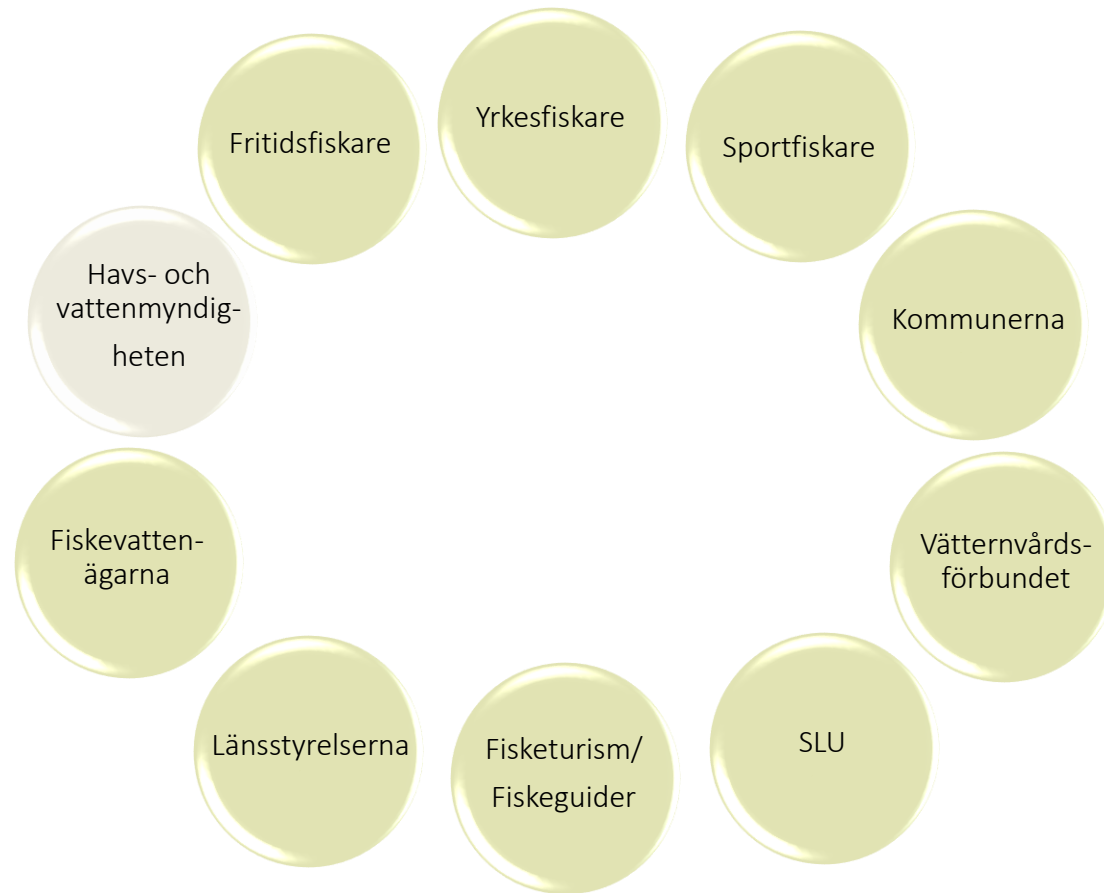 Yrkesfiskare
Sportfiskare
Kommunerna
Vätternvårds-
förbundet
SLU
Fisketurism/
Fiskeguider
Länsstyrelserna
Fiskevatten-
ägarna
Havs- och
vattenmyndig-
heten
Fritidsfiskare